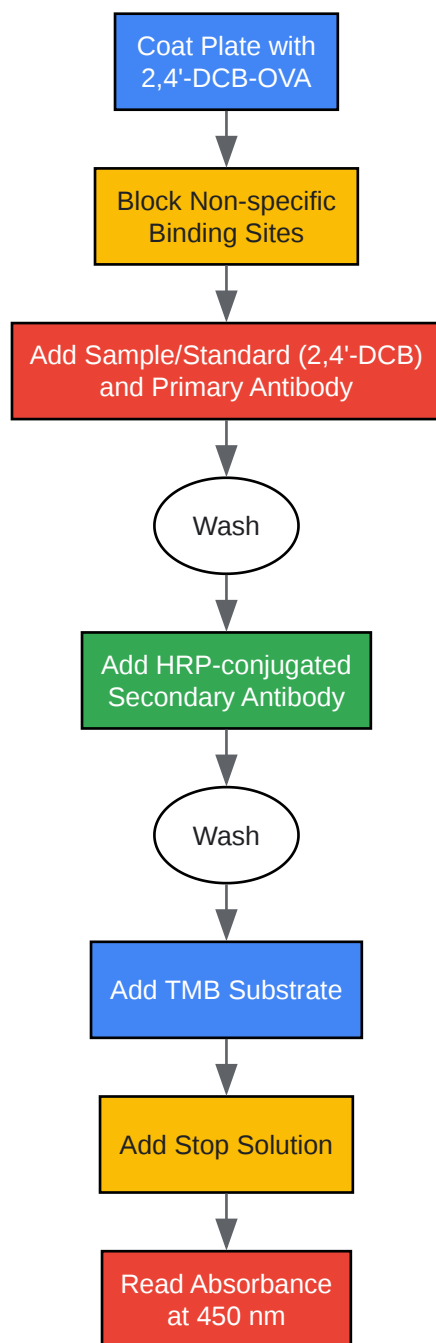 Coat Plate with
2,4'-DCB-OVA
Block Non-specific
Binding Sites
Add Sample/Standard (2,4'-DCB)
and Primary Antibody
Wash
Add HRP-conjugated
Secondary Antibody
Wash
Add TMB Substrate
Add Stop Solution
Read Absorbance
at 450 nm